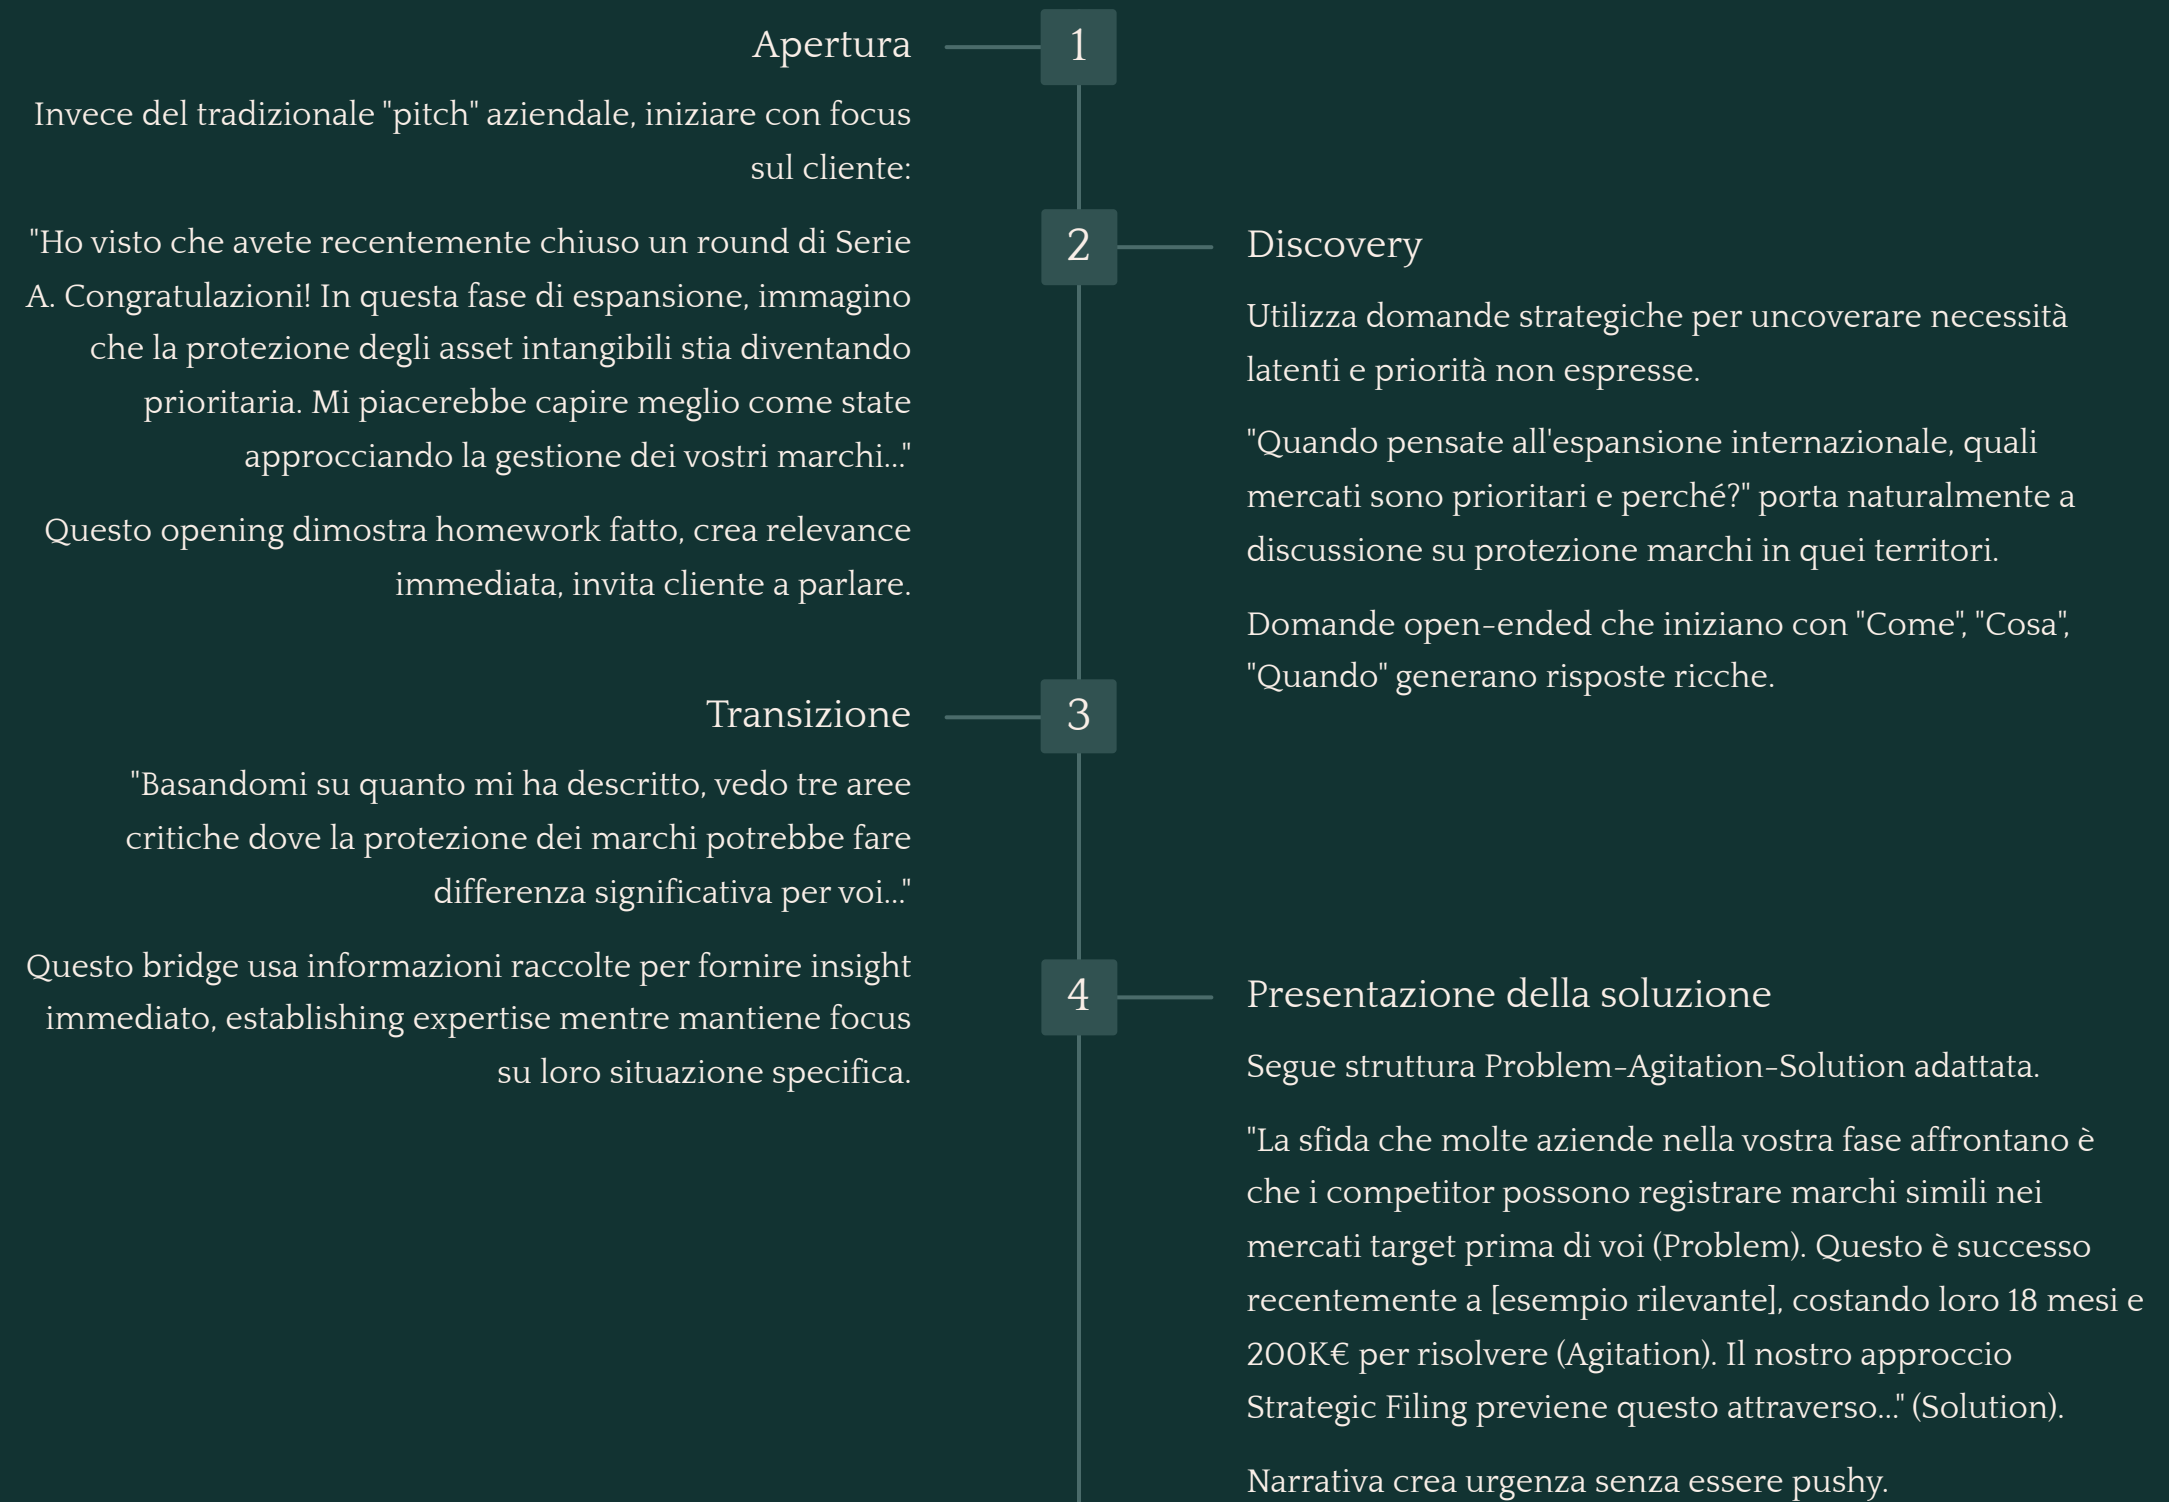 1
Apertura
Invece del tradizionale "pitch" aziendale, iniziare con focus
sul cliente:
"Ho visto che avete recentemente chiuso un round di Serie
A. Congratulazioni! In questa fase di espansione, immagino
che la protezione degli asset intangibili stia diventando
prioritaria. Mi piacerebbe capire meglio come state
approcciando la gestione dei vostri marchi..."
Questo opening dimostra homework fatto, crea relevance
immediata, invita cliente a parlare.
2
Discovery
Utilizza domande strategiche per uncoverare necessità
latenti e priorità non espresse.
"Quando pensate all'espansione internazionale, quali
mercati sono prioritari e perché?" porta naturalmente a
discussione su protezione marchi in quei territori.
Domande open-ended che iniziano con "Come", "Cosa",
"Quando" generano risposte ricche.
3
Transizione
"Basandomi su quanto mi ha descritto, vedo tre aree
critiche dove la protezione dei marchi potrebbe fare
differenza significativa per voi..."
Questo bridge usa informazioni raccolte per fornire insight
immediato, establishing expertise mentre mantiene focus
su loro situazione specifica.
4
Presentazione della soluzione
Segue struttura Problem-Agitation-Solution adattata.
"La sfida che molte aziende nella vostra fase affrontano è
che i competitor possono registrare marchi simili nei
mercati target prima di voi (Problem). Questo è successo
recentemente a [esempio rilevante], costando loro 18 mesi e
200K€ per risolvere (Agitation). Il nostro approccio
Strategic Filing previene questo attraverso..." (Solution).
Narrativa crea urgenza senza essere pushy.